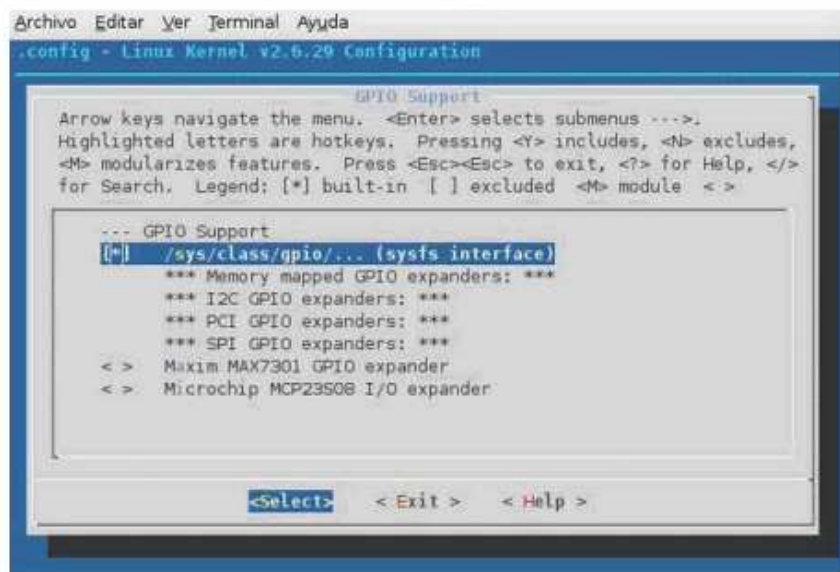 Archivo Editar Ver Terminal Ayuda
.config - Linux Kernel v2.6.29 Configuration
GPIO Support
Arrow keys navigate the menu. <Enter> selects submenus --->.
Highlighted letters are hotkeys. Pressing <Y> includes, <N> excludes,
<M> modularizes features. Press <Esc><Esc> to exit, <?> for Help, </>
for Search. Legend: [*] built-in [ ] excluded <M> module < >
--- GPIO Support
[*] /sys/class/gpio/... (sysfs interface)
*** Memory mapped GPIO expanders: ***
*** I2C GPIO expanders: ***
*** PCI GPIO expanders: ***
*** SPI GPIO expanders: ***
< > Maxim MAX7301 GPIO expander
< > Microchip MCP23S08 I/O expander
<Select> < Exit > < Help >